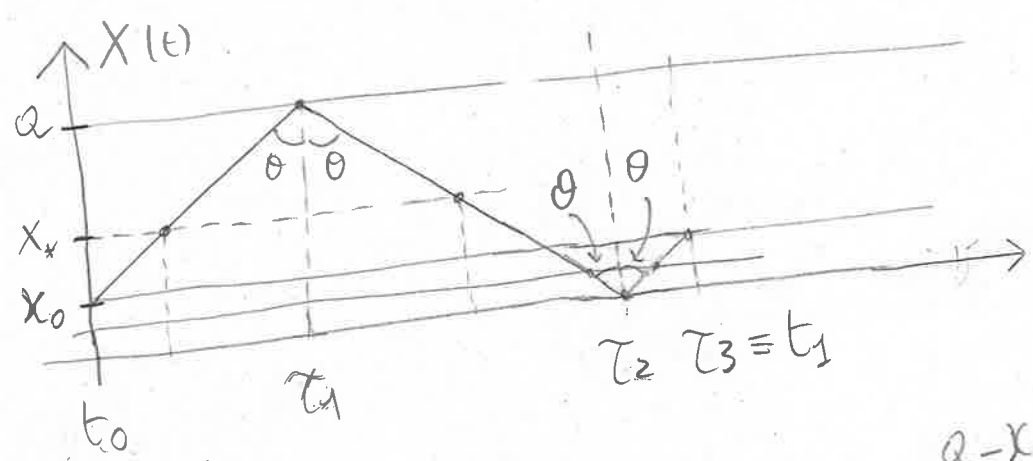 X(t)
Q
θ θ
θ θ
X*
x₀
τ₂ τ₃ ≡ t₁
τ₁
t₀
Q - X